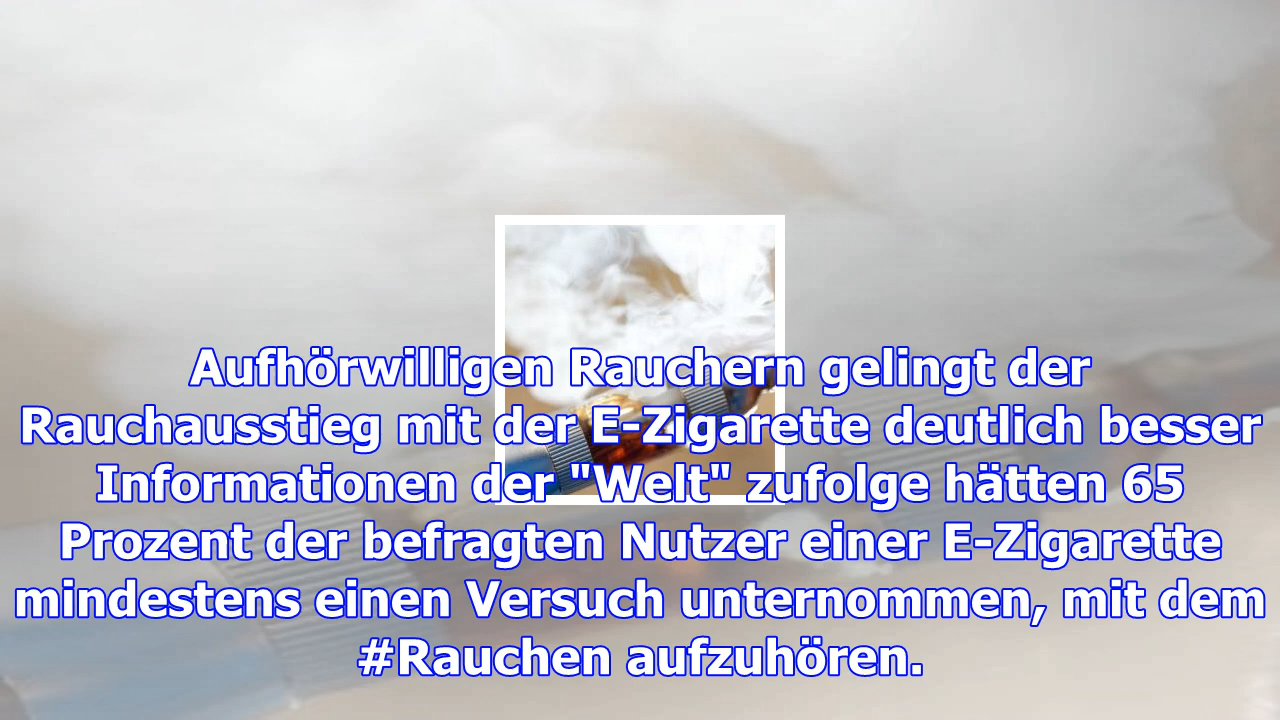 Aufhörwilligen Rauchern gelingt der
Rauchausstieg mit der E-Zigarette deutlich besser
Informationen der "Welt" zufolge hätten 65
Prozent der befragten Nutzer einer E-Zigarette
mindestens einen Versuch unternommen, mit dem
#Rauchen aufzuhören.